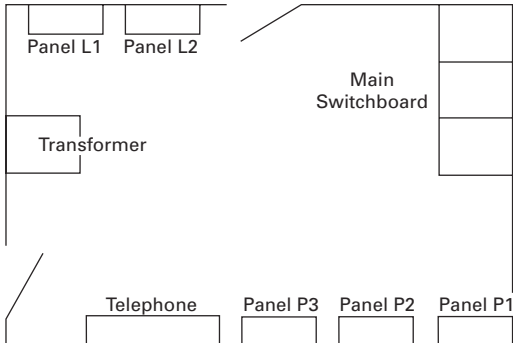 Panel L1 Panel L2
Main
Switchboard
Transformer
Telephone Panel P3 Panel P2 Panel P1